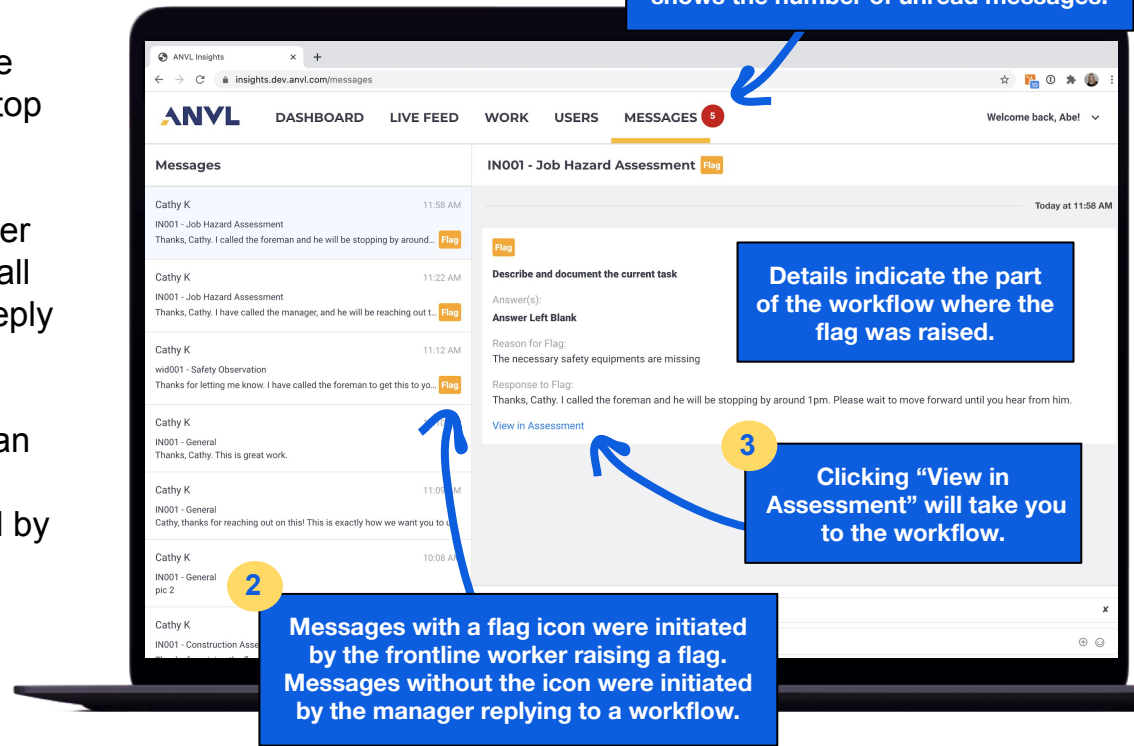 shows the number of unread messages.
e
top
er
all
eply
an
l by
ANVL Insights
insights.dev.anvl.com/messages
ANVL DASHBOARD LIVE FEED WORK USERS MESSAGES 5 Welcome back, Abe!
Messages
IN001 - Job Hazard Assessment Flag
Cathy K 11:58 AM
IN001 - Job Hazard Assessment
Thanks, Cathy. I called the foreman and he will be stopping by around... Flag
Cathy K 11:22 AM
IN001 - Job Hazard Assessment
Thanks, Cathy. I have called the manager, and he will be reaching out t... Flag
Cathy K 11:12 AM
wid001 - Safety Observation
Thanks for letting me know. I have called the foreman to get this to yo... Flag
Cathy K
IN001 - General
Thanks, Cathy. This is great work.
Cathy K 11:09 AM
IN001 - General
Cathy, thanks for reaching out on this! This is exactly how we want you to
Cathy K 10:08 AM
IN001 - General
pic 2
Cathy K
IN001 - Construction Asse
Today at 11:58 AM
Flag
Describe and document the current task
Answer(s):
Answer Left Blank
Reason for Flag:
The necessary safety equipments are missing
Response to Flag:
Thanks, Cathy. I called the foreman and he will be stopping by around 1pm. Please wait to move forward until you hear from him.
View in Assessment
Details indicate the part
of the workflow where the
flag was raised.
3
Clicking “View in
Assessment” will take you
to the workflow.
2
Messages with a flag icon were initiated
by the frontline worker raising a flag.
Messages without the icon were initiated
by the manager replying to a workflow.